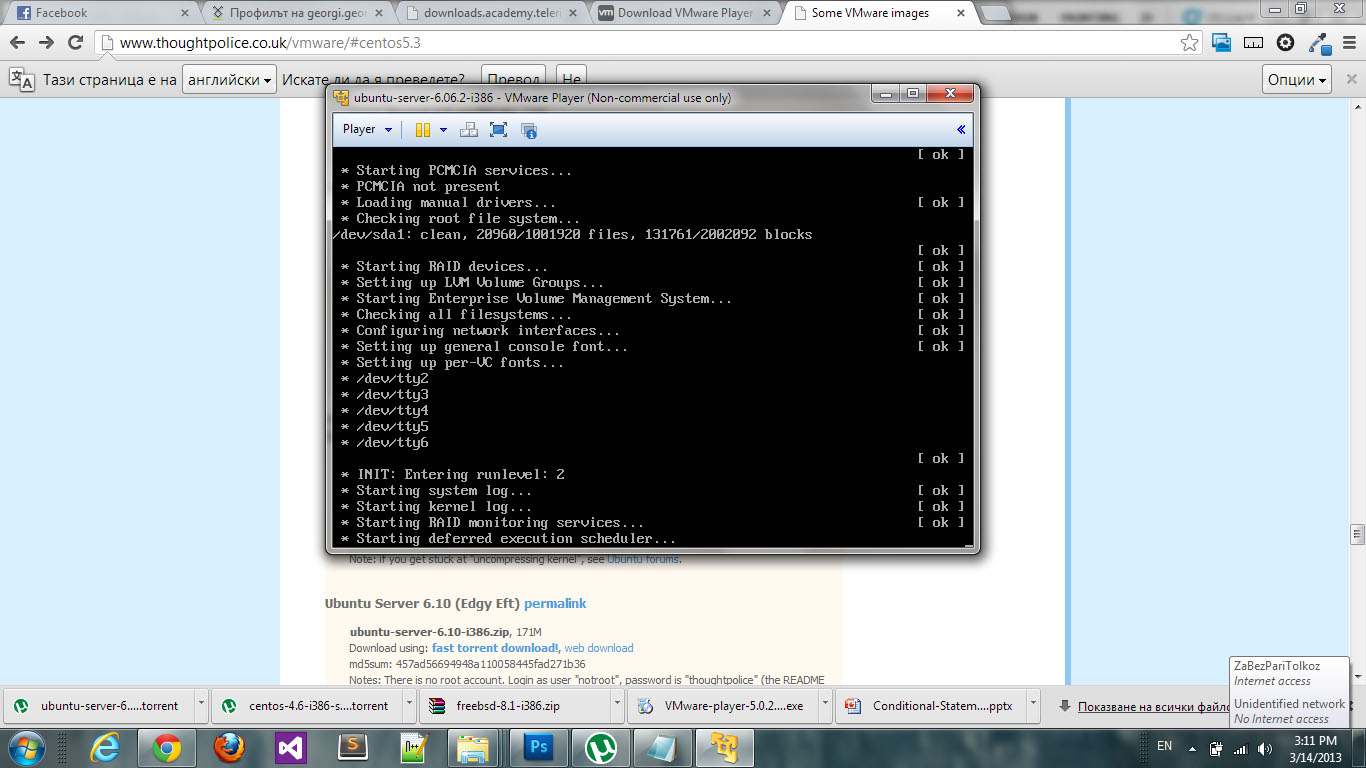 Facebook
Профилът на georgi.geor
downloads.academy.teler
Download VMware Player
Some VMware images
www.thoughtpolice.co.uk/vmware/#centos5.3
Тази страница е на английски Искате ли да я преведете? Превод Не Опции
ubuntu-server-6.06.2-i386 - VMware Player (Non-commercial use only)
Player
[ ok ]
* Starting PCMCIA services...
* PCMCIA not present
* Loading manual drivers... [ ok ]
* Checking root file system...
/dev/sda1: clean, 20960/1001920 files, 131761/2002092 blocks
[ ok ]
* Starting RAID devices... [ ok ]
* Setting up LVM Volume Groups... [ ok ]
* Starting Enterprise Volume Management System... [ ok ]
* Checking all filesystems... [ ok ]
* Configuring network interfaces... [ ok ]
* Setting up general console font... [ ok ]
* Setting up per-VC fonts...
* /dev/tty2
* /dev/tty3
* /dev/tty4
* /dev/tty5
* /dev/tty6
[ ok ]
* INIT: Entering runlevel: 2
* Starting system log... [ ok ]
* Starting kernel log... [ ok ]
* Starting RAID monitoring services... [ ok ]
* Starting deferred execution scheduler...
Note: if you get stuck at "uncompressing kernel", see Ubuntu forums.
Ubuntu Server 6.10 (Edgy Eft) permalink
ubuntu-server-6.10-i386.zip, 171M
Download using: fast torrent download!, web download
md5sum: 457ad56694948a110058445fad271b36
Notes: There is no root account. Login as user "notroot", password is "thoughtpolice" (the README
ZaBezPariTolkoz
Internet access
Unidentified network
No Internet access
ubuntu-server-6.....torrent
centos-4.6-i386-s....torrent
freebsd-8.1-i386.zip
VMware-player-5.0.2....exe
Conditional-Statem....pptx
Показване на всички файло
Ps
EN
3:11 PM
3/14/2013